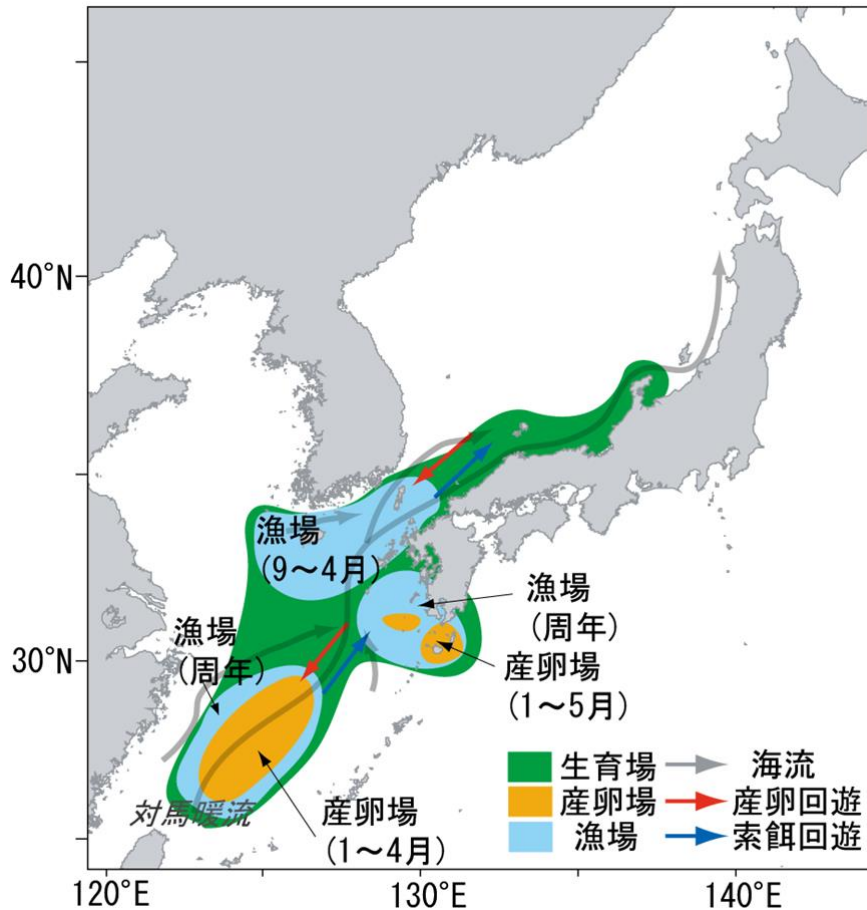 40°N
漁場
(9～4月)
漁場
(周年)
漁場
(周年)
30°N
産卵場
(1～5月)
生育場
海流
産卵場
産卵回遊
漁場
索餌回遊
対馬暖流
産卵場
(1～4月)
120°E
130°E
140°E